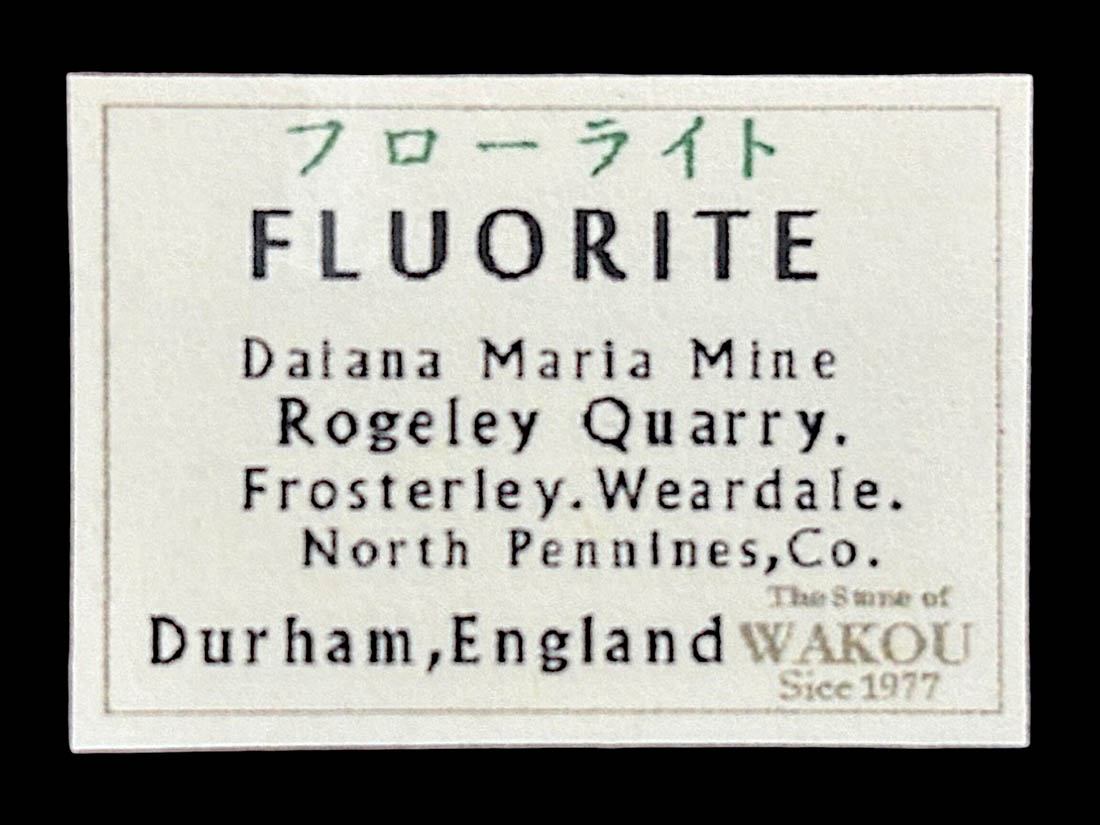 フローライト
FLUORITE
Daiana Maria Mine
Rogeley Quarry.
Frosterley.Weardale.
North Pennines,Co.
Durham,England
The Stone of
WAKOU
Sice 1977